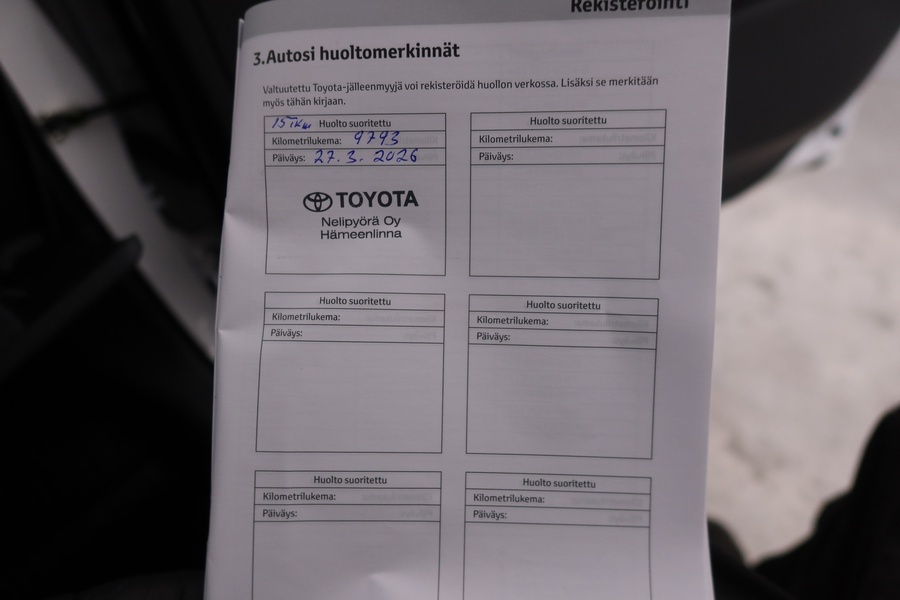 Rekisteröinti
3.Autosi huoltomerkinnät
Valtuutettu Toyota-jälleenmyyjä voi rekisteröidä huollon verkossa. Lisäksi se merkitään
myös tähän kirjaan.
15Tkm Huolto suoritettu
Kilometrilukema: 9793
Päiväys: 27.3.2026
TOYOTA
Nelipyörä Oy
Hämeenlinna
Huolto suoritettu
Kilometrilukema:
Päiväys:
Huolto suoritettu
Kilometrilukema:
Päiväys:
Huolto suoritettu
Kilometrilukema:
Päiväys:
Huolto suoritettu
Kilometrilukema:
Päiväys:
Huolto suoritettu
Kilometrilukema:
Päiväys: